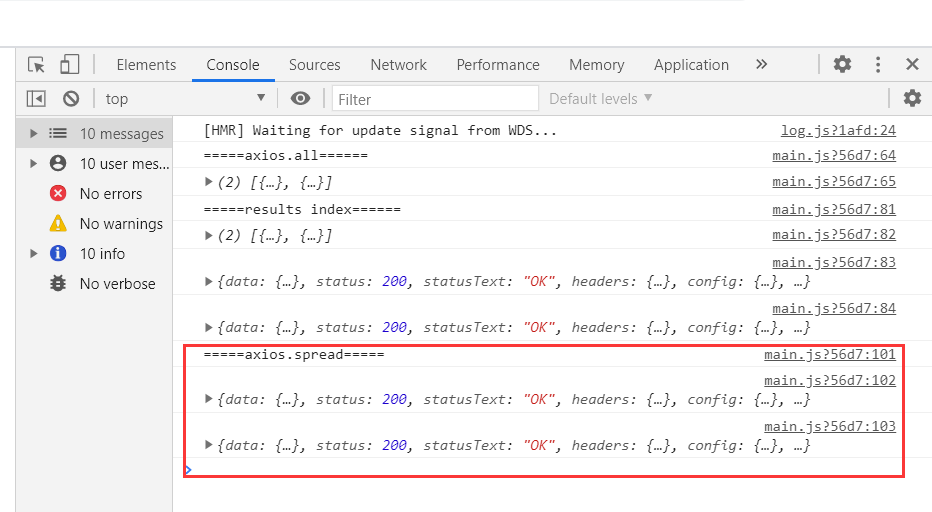 Elements Console Sources Network Performance Memory Application »
top Filter Default levels
10 messages
10 user mes...
No errors
No warnings
10 info
No verbose
[HMR] Waiting for update signal from WDS... log.js?1afd:24
=====axios.all====== main.js?56d7:64
(2) [{…}, {…}] main.js?56d7:65
=====results index====== main.js?56d7:81
(2) [{…}, {…}] main.js?56d7:82
main.js?56d7:83
{data: {…}, status: 200, statusText: "OK", headers: {…}, config: {…}, …}
main.js?56d7:84
{data: {…}, status: 200, statusText: "OK", headers: {…}, config: {…}, …}
=====axios.spread===== main.js?56d7:101
main.js?56d7:102
{data: {…}, status: 200, statusText: "OK", headers: {…}, config: {…}, …}
main.js?56d7:103
{data: {…}, status: 200, statusText: "OK", headers: {…}, config: {…}, …}